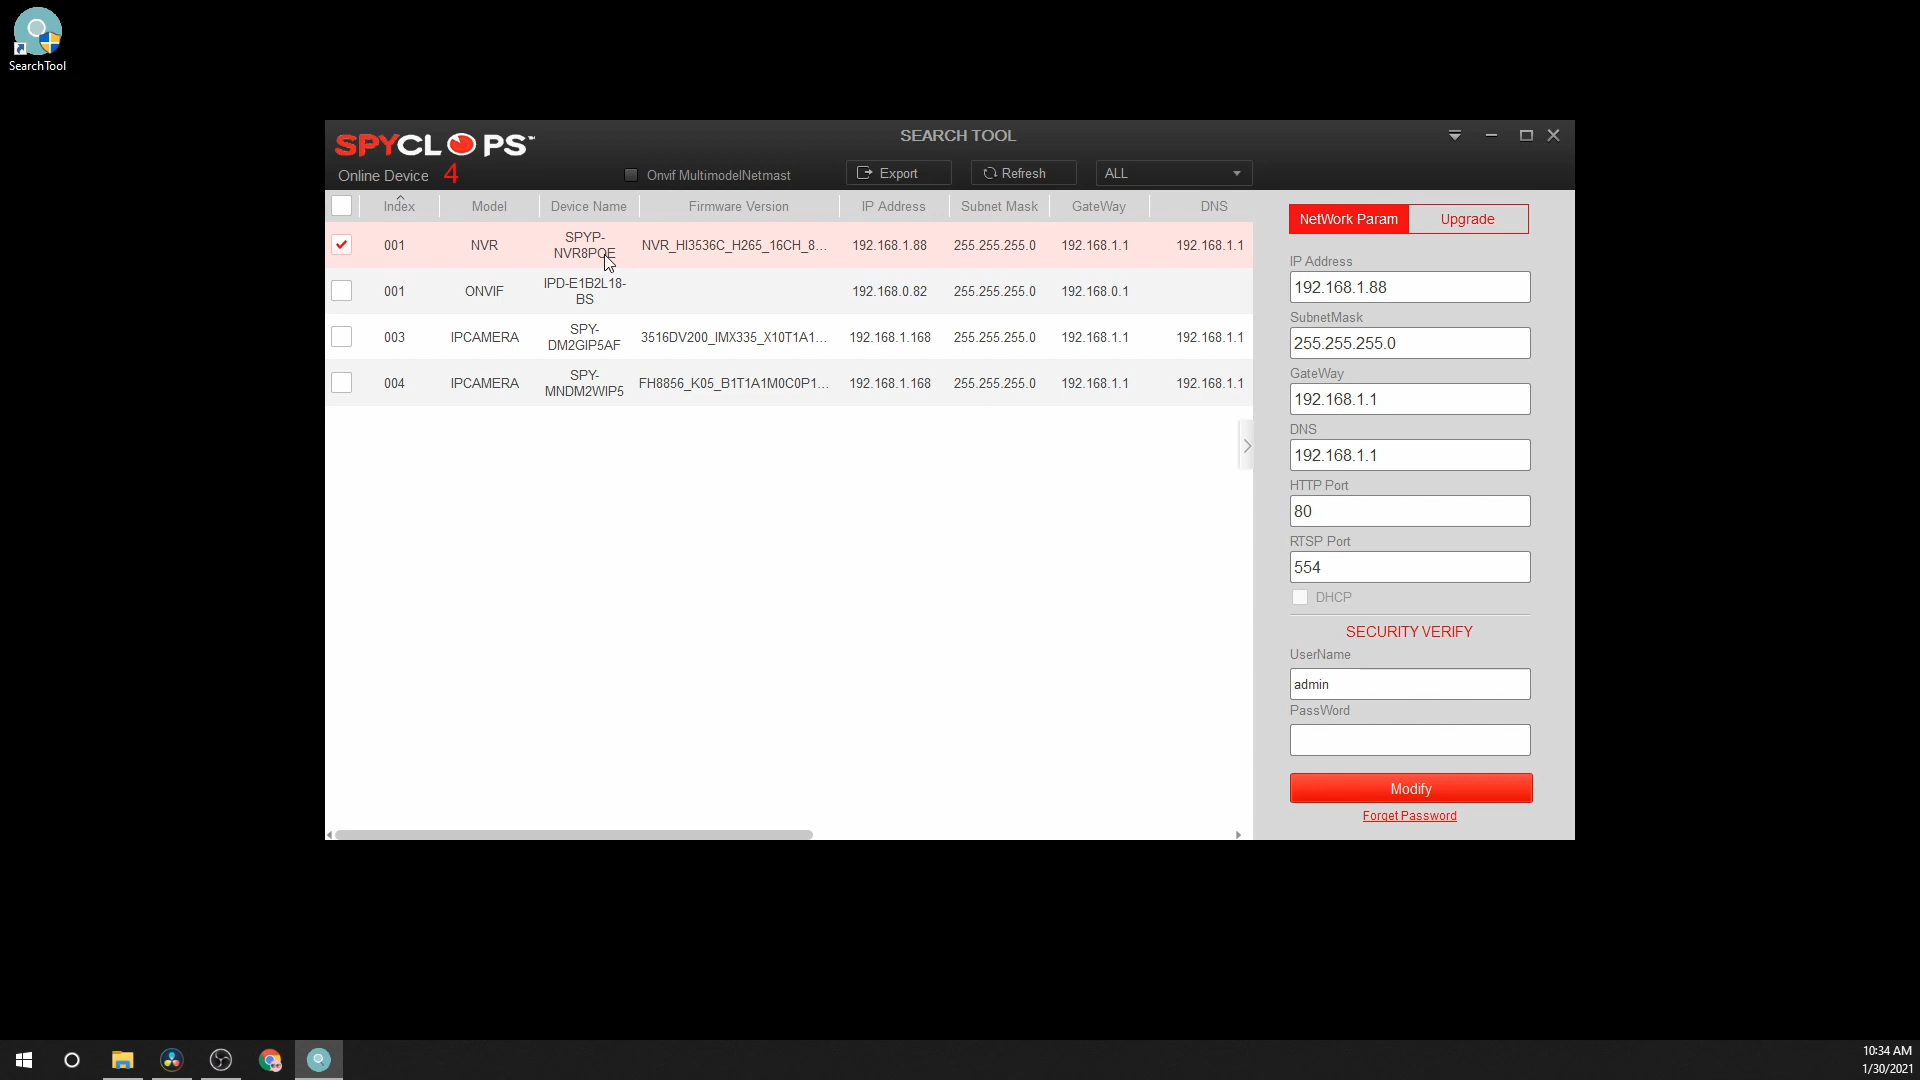 SearchTool
SPYCLOPS™
SEARCH TOOL
Online Device 4
Onvif MultimodelNetmast
Export
Refresh
ALL
Index Model Device Name Firmware Version IP Address Subnet Mask GateWay DNS
001 NVR SPYP-NVR8POE NVR_HI3536C_H265_16CH_8... 192.168.1.88 255.255.255.0 192.168.1.1 192.168.1.1
001 ONVIF IPD-E1B2L18-BS 192.168.0.82 255.255.255.0 192.168.0.1
003 IPCAMERA SPY-DM2GIP5AF 3516DV200_IMX335_X10T1A1... 192.168.1.168 255.255.255.0 192.168.1.1 192.168.1.1
004 IPCAMERA SPY-MNDM2WIP5 FH8856_K05_B1T1A1M0C0P1... 192.168.1.168 255.255.255.0 192.168.1.1 192.168.1.1
NetWork Param Upgrade
IP Address
192.168.1.88
SubnetMask
255.255.255.0
GateWay
192.168.1.1
DNS
192.168.1.1
HTTP Port
80
RTSP Port
554
DHCP
SECURITY VERIFY
UserName
admin
PassWord
Modify
Forget Password
10:34 AM
1/30/2021